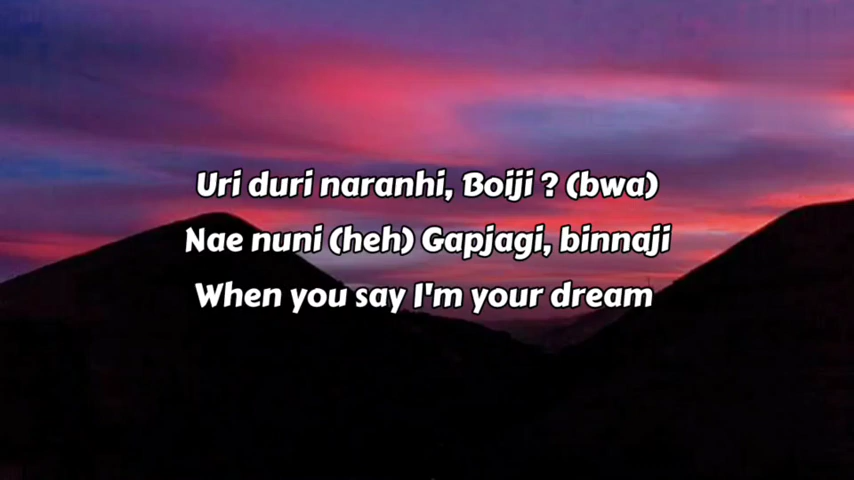 Uri duri naranhi, Boiji ? (bwa)
Nae nuni (heh) Gapjagi, binnaji
When you say I'm your dream